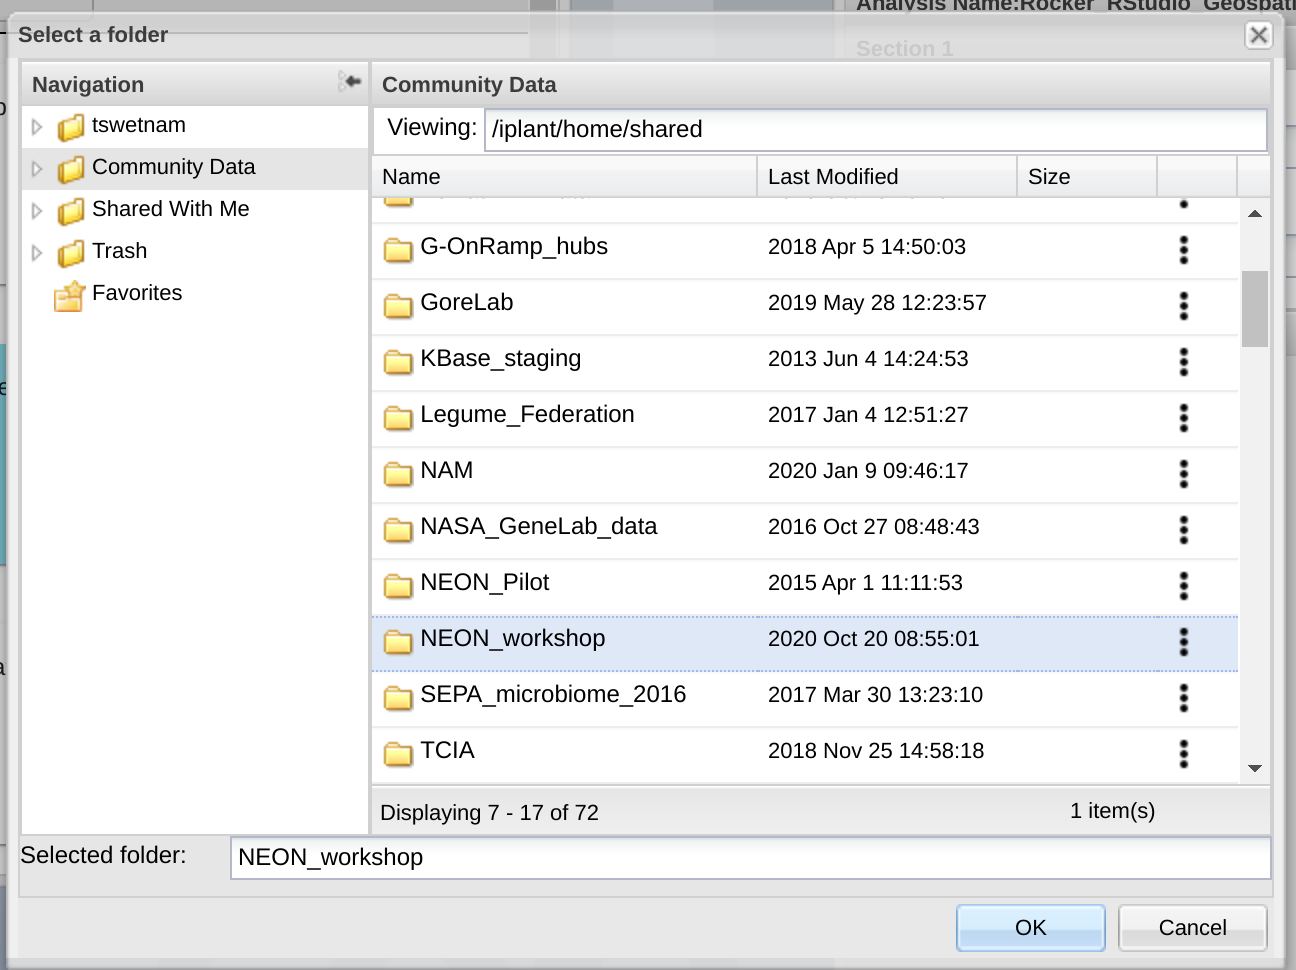 Analysis Name:Rocker_RStudio_Geospati
Select a folder
Section 1
Navigation
Community Data
tswetnam
Community Data
Shared With Me
Trash
Favorites
Viewing: /iplant/home/shared
Name Last Modified Size
G-OnRamp_hubs 2018 Apr 5 14:50:03
GoreLab 2019 May 28 12:23:57
KBase_staging 2013 Jun 4 14:24:53
Legume_Federation 2017 Jan 4 12:51:27
NAM 2020 Jan 9 09:46:17
NASA_GeneLab_data 2016 Oct 27 08:48:43
NEON_Pilot 2015 Apr 1 11:11:53
NEON_workshop 2020 Oct 20 08:55:01
SEPA_microbiome_2016 2017 Mar 30 13:23:10
TCIA 2018 Nov 25 14:58:18
Displaying 7 - 17 of 72 1 item(s)
Selected folder: NEON_workshop
OK Cancel